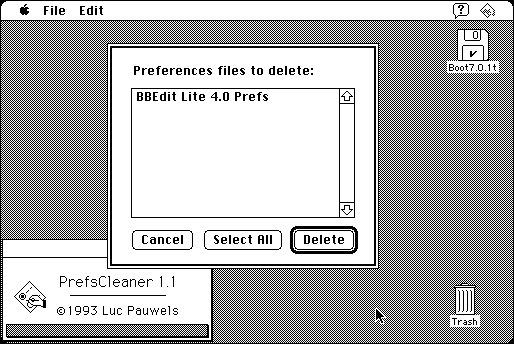 File Edit
Preferences files to delete:
BBEdit Lite 4.0 Prefs
Cancel Select All Delete
Boot7.0.1t
PrefsCleaner 1.1
©1993 Luc Pauwels
Trash